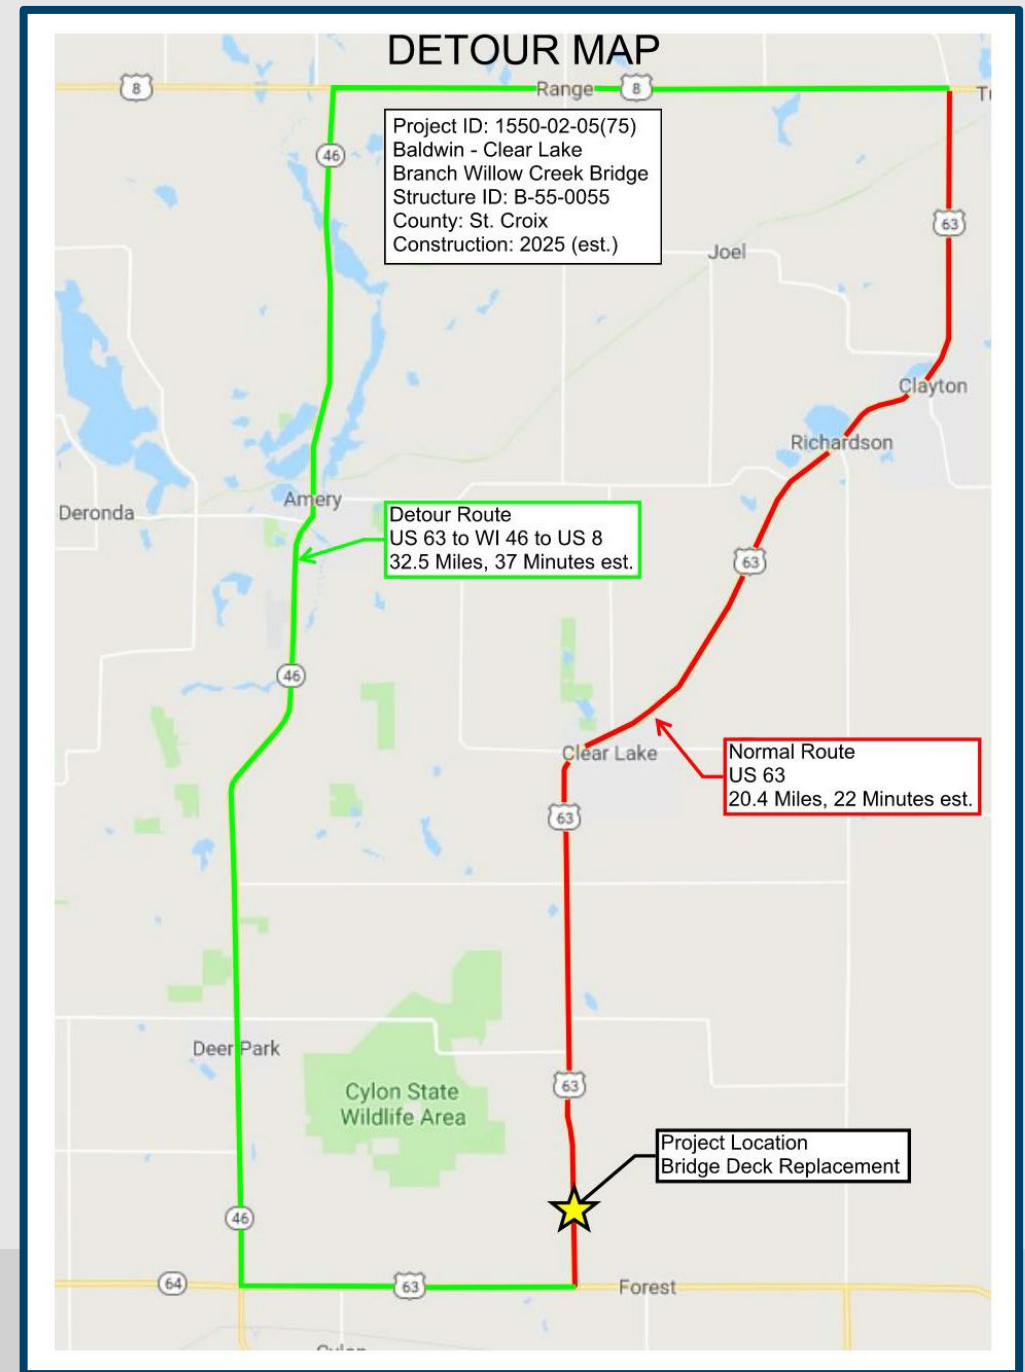 DETOUR MAP
8
Range
8
46
Project ID: 1550-02-05(75)
Baldwin - Clear Lake
Branch Willow Creek Bridge
Structure ID: B-55-0055
County: St. Croix
Construction: 2025 (est.)
63
Joel
Clayton
Richardson
Amery
Deronda
Detour Route
US 63 to WI 46 to US 8
32.5 Miles, 37 Minutes est.
63
46
Clear Lake
Normal Route
US 63
20.4 Miles, 22 Minutes est.
63
Deer Park
Cylon State
Wildlife Area
63
Project Location
Bridge Deck Replacement
46
64
63
Forest